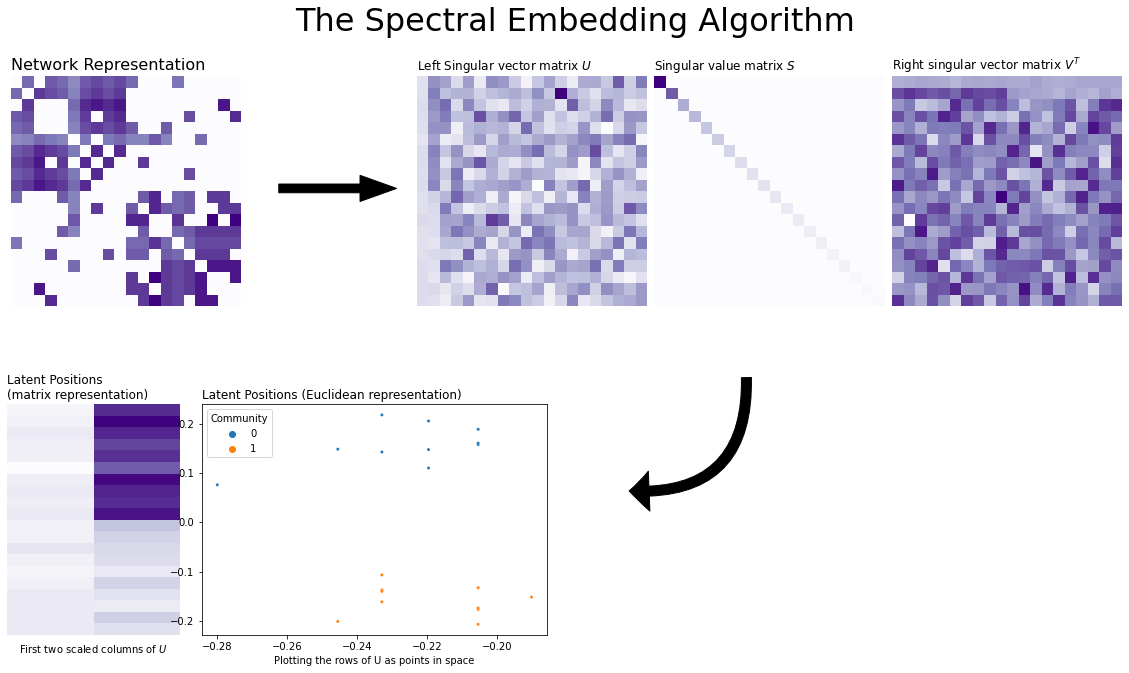 The Spectral Embedding Algorithm
Network Representation
Left Singular vector matrix U
Singular value matrix S
Right singular vector matrix V^T
Latent Positions
(matrix representation)
First two scaled columns of U
Latent Positions (Euclidean representation)
Community
0
1
0.2
0.1
0.0
−0.1
−0.2
−0.28
−0.26
−0.24
−0.22
−0.20
Plotting the rows of U as points in space